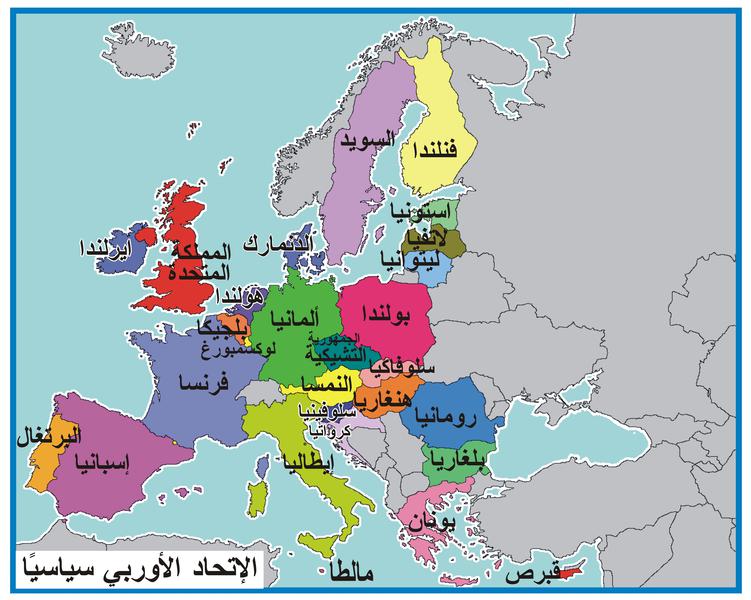 فنلندا
السويد
استونيا
لاتفيا
ليتوانيا
الدنمارك
ايرلندا
المملكة
المتحدة
هولندا
بولندا
ألمانيا
بلجيكا
الجمهورية
التشيكية
لوكسمبورغ
سلوفاكيا
فرنسا
النمسا
هنغاريا
سلوفينيا
رومانيا
كرواتيا
البرتغال
إسبانيا
إيطاليا
بلغاريا
يونان
مالطا
قبرص
الإتحاد الأوربي سياسيًا